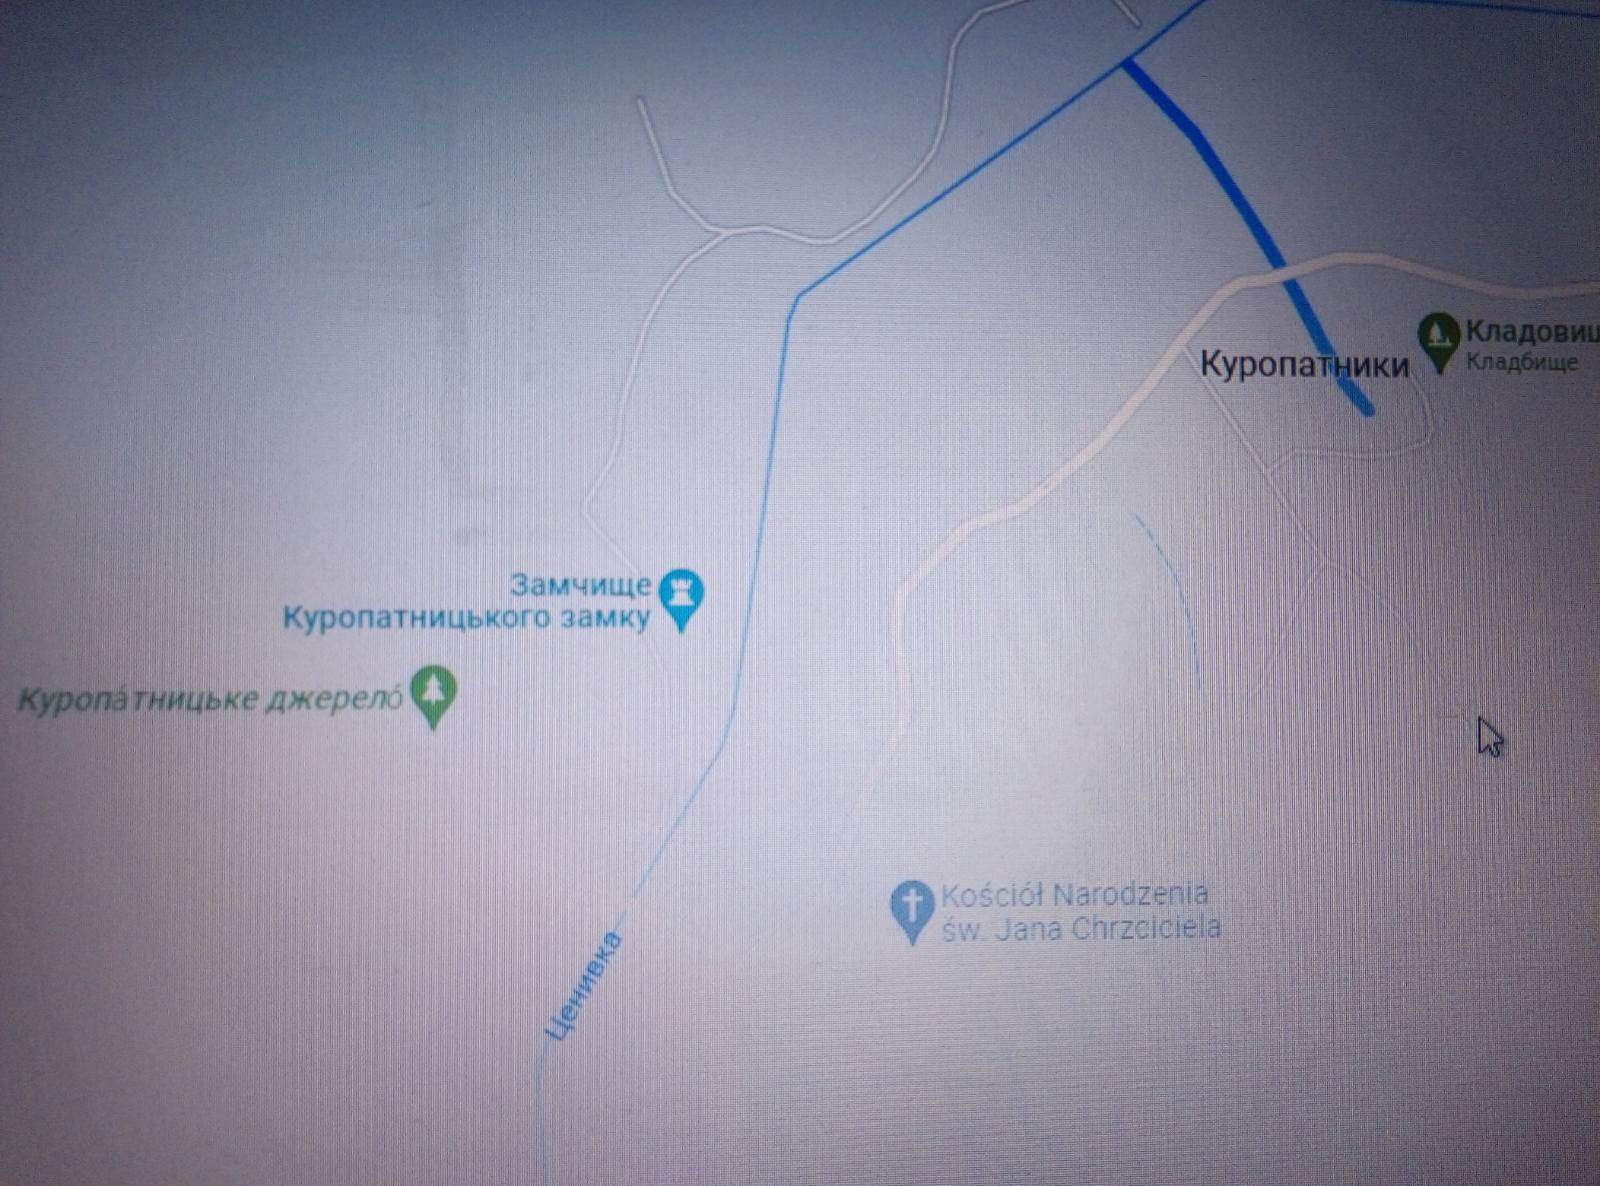 Куропатники
Кладовищ
Кладбище
Замчище
Куропатницького замку
Куропа́тницьке джерело́
Kościół Narodzenia
św. Jana Chrzciciela
Ценивка